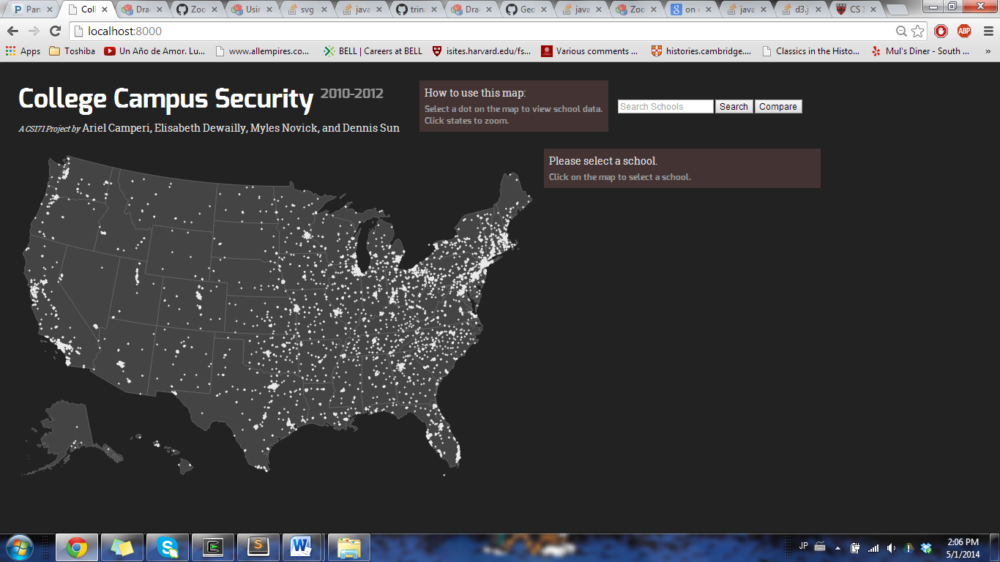 Par
Coll
Drac
Zoo
Usin
svg
java
trin
Drac
Geo
java
Zoo
on c
java
d3.j
CS1
localhost:8000
ABP
Apps
Toshiba
Un Año de Amor. Lu...
www.allempires.co...
BELL | Careers at BELL
isites.harvard.edu/fs...
Various comments ...
histories.cambridge....
Classics in the Histo...
Mul's Diner - South ...
»
College Campus Security 2010-2012
A CS171 Project by Ariel Camperi, Elisabeth Dewailly, Myles Novick, and Dennis Sun
How to use this map:
Select a dot on the map to view school data.
Click states to zoom.
Search Schools
Search
Compare
Please select a school.
Click on the map to select a school.
JP
2:06 PM
5/1/2014